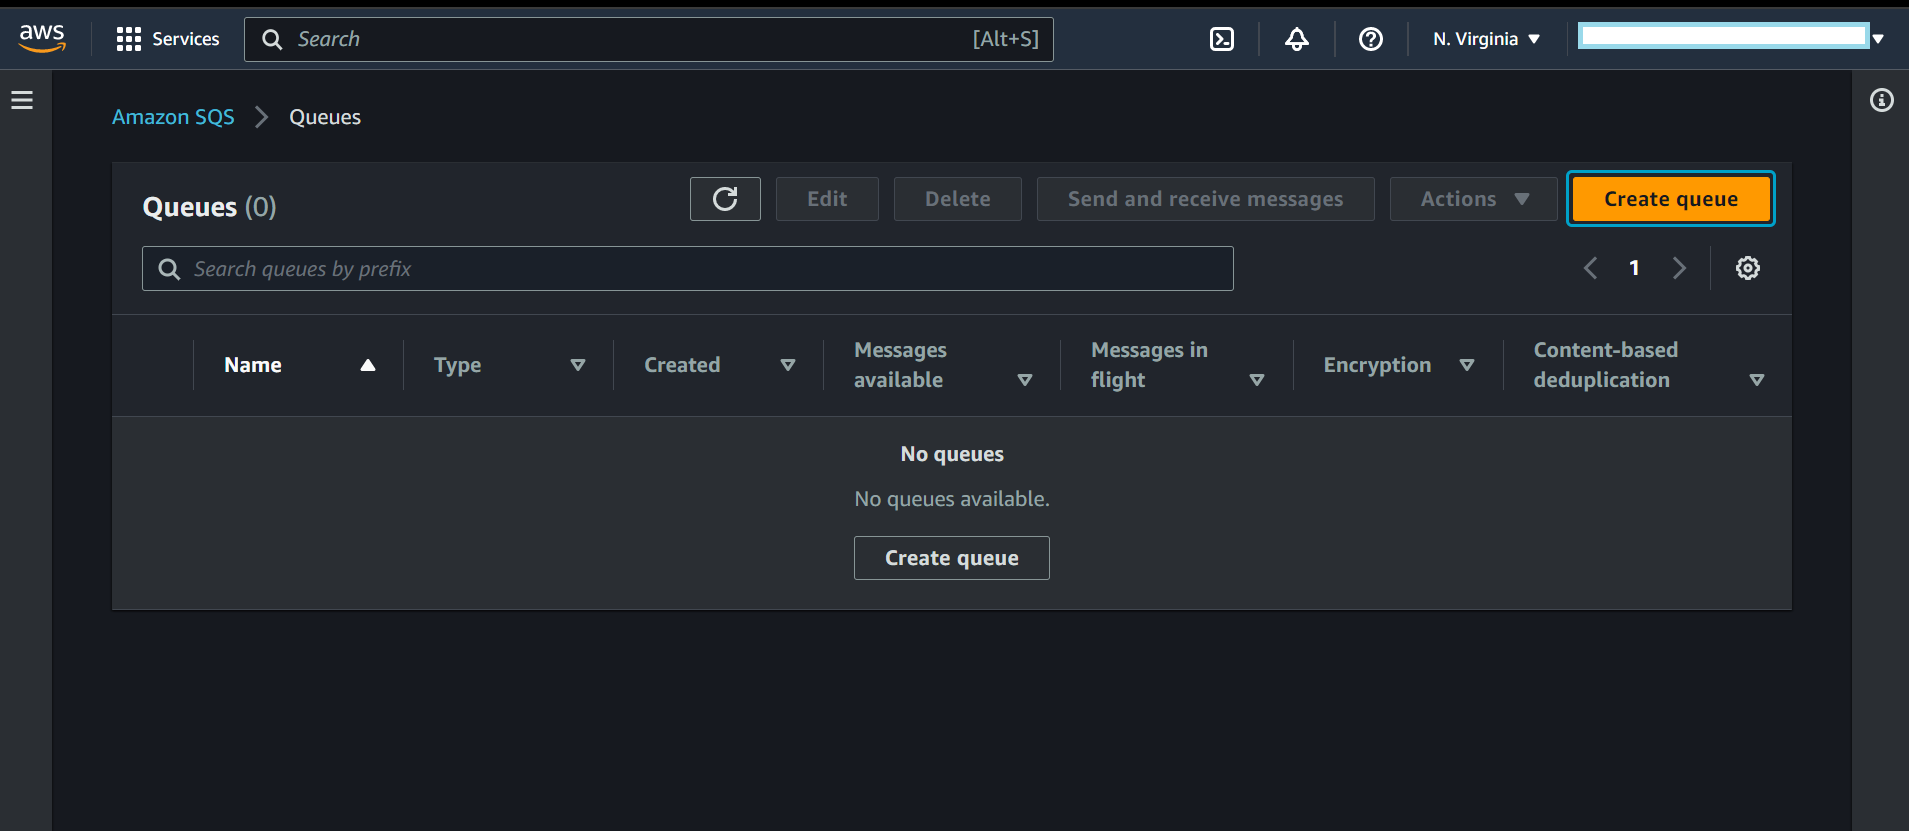 aws Services Search [Alt+S] N. Virginia
Amazon SQS Queues
Queues (0) Edit Delete Send and receive messages Actions Create queue
Search queues by prefix 1
Name Type Created Messages available Messages in flight Encryption Content-based deduplication
No queues
No queues available.
Create queue